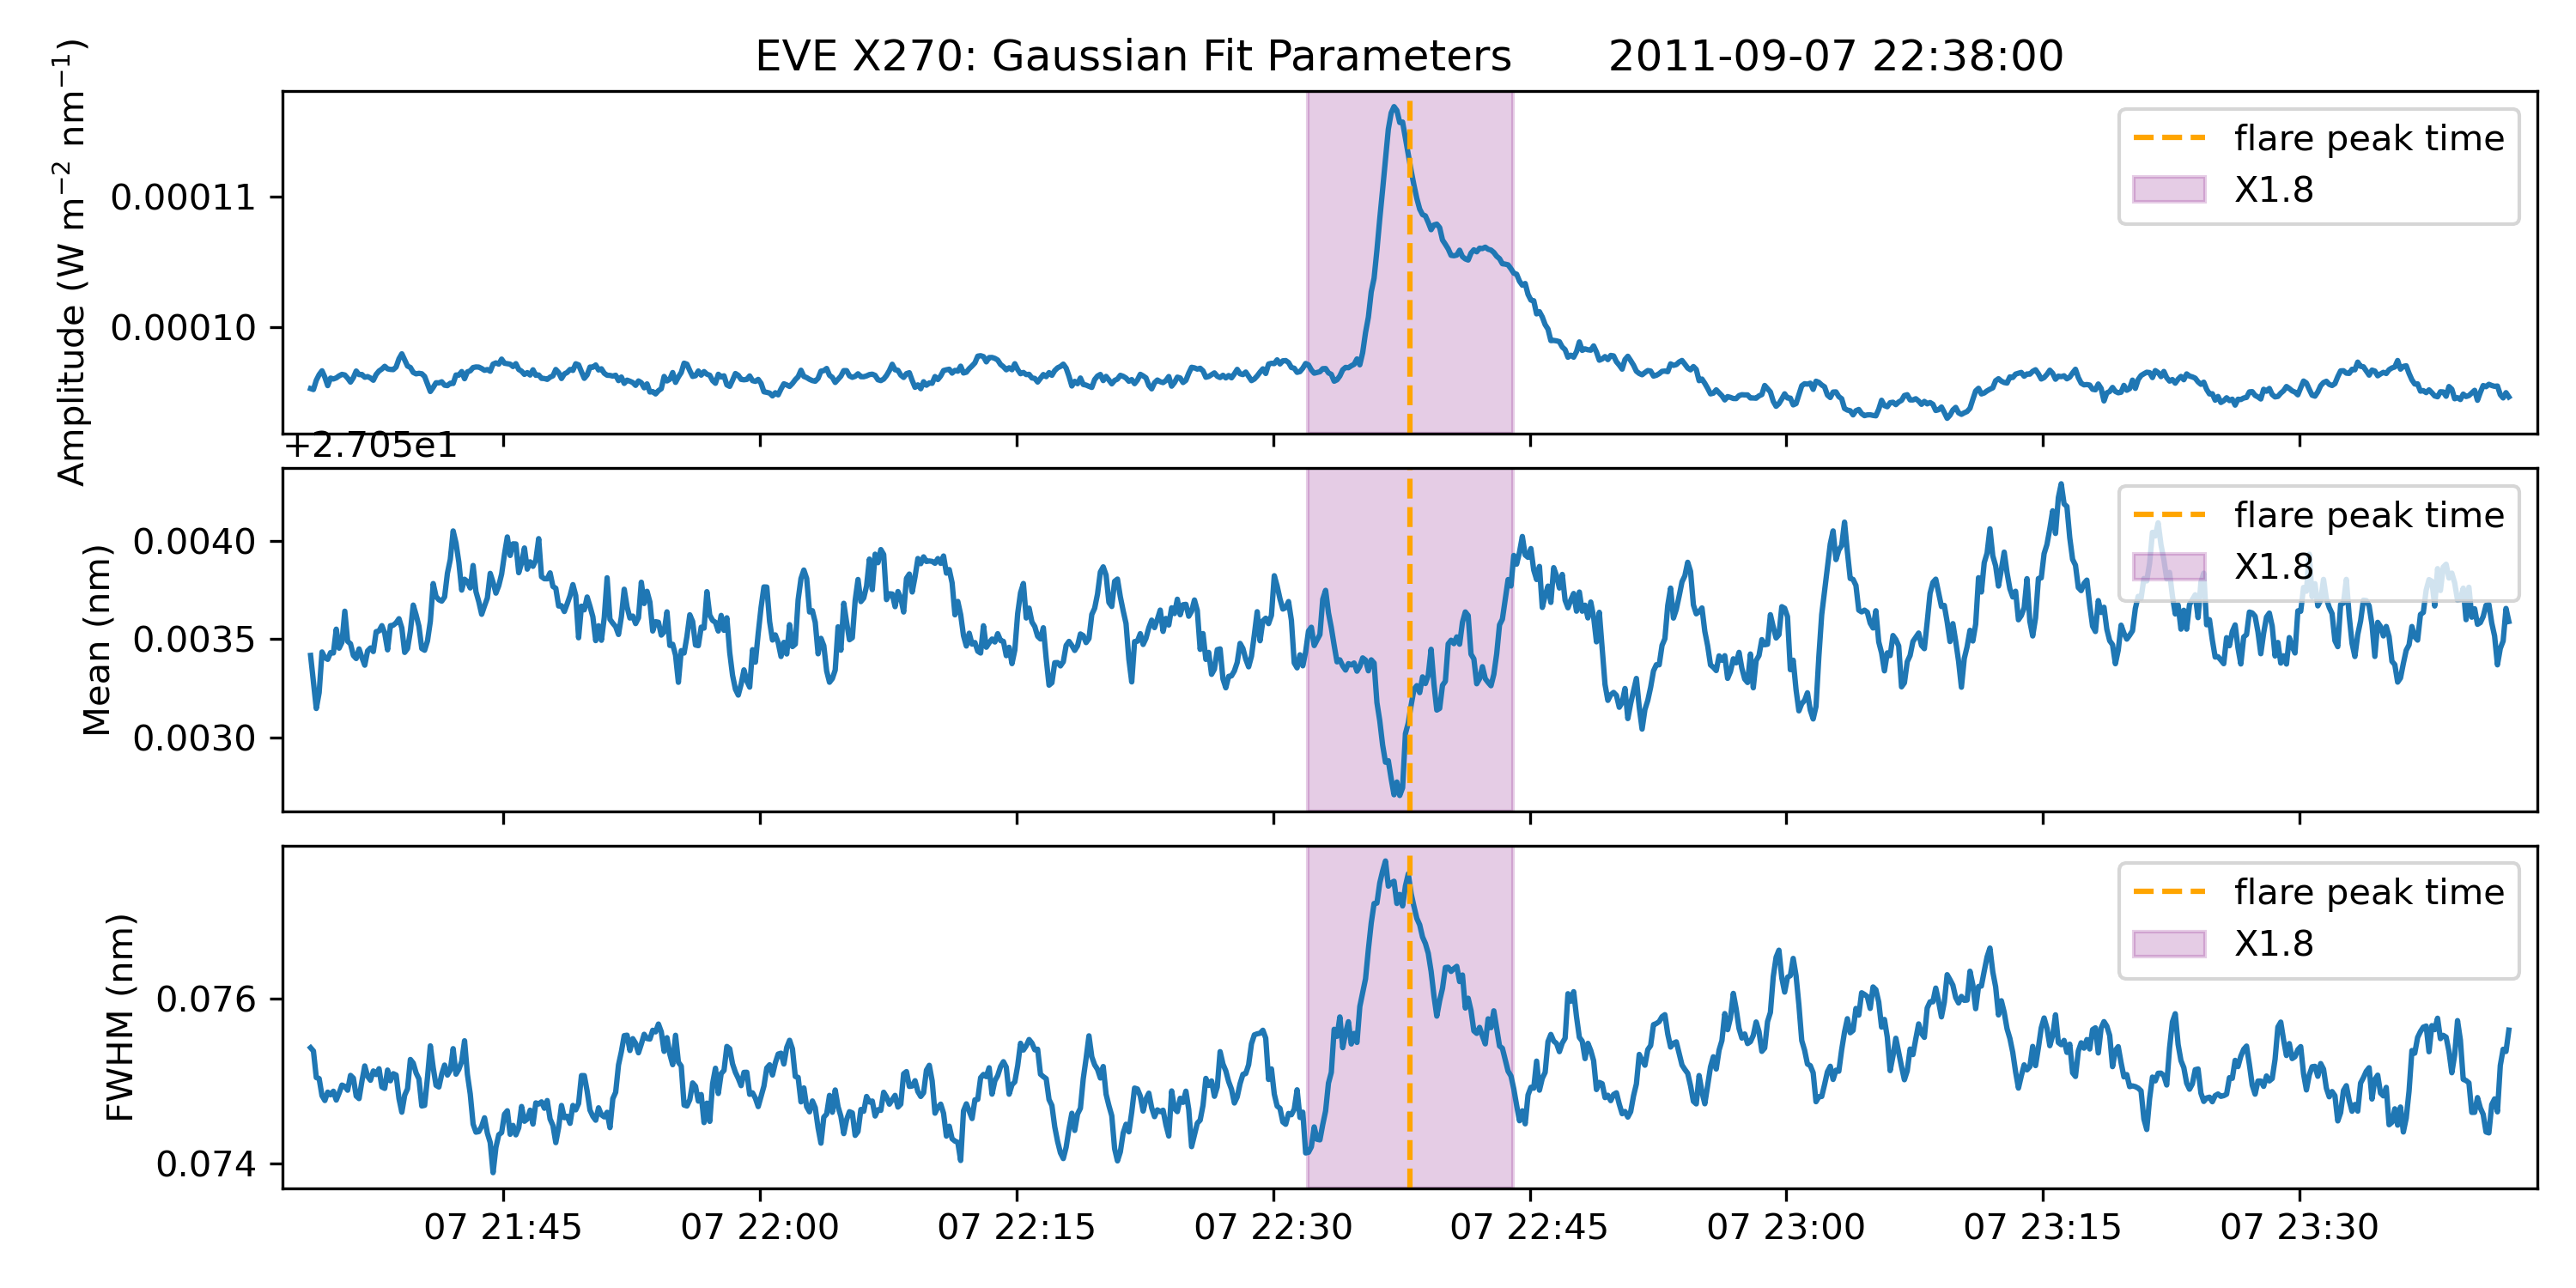 EVE X270: Gaussian Fit Parameters 2011-09-07 22:38:00
Amplitude (W m⁻² nm⁻¹)
0.00011
0.00010
flare peak time
X1.8
+2.705e1
Mean (nm)
0.0040
0.0035
0.0030
flare peak time
X1.8
FWHM (nm)
0.076
0.074
flare peak time
X1.8
07 21:45 07 22:00 07 22:15 07 22:30 07 22:45 07 23:00 07 23:15 07 23:30